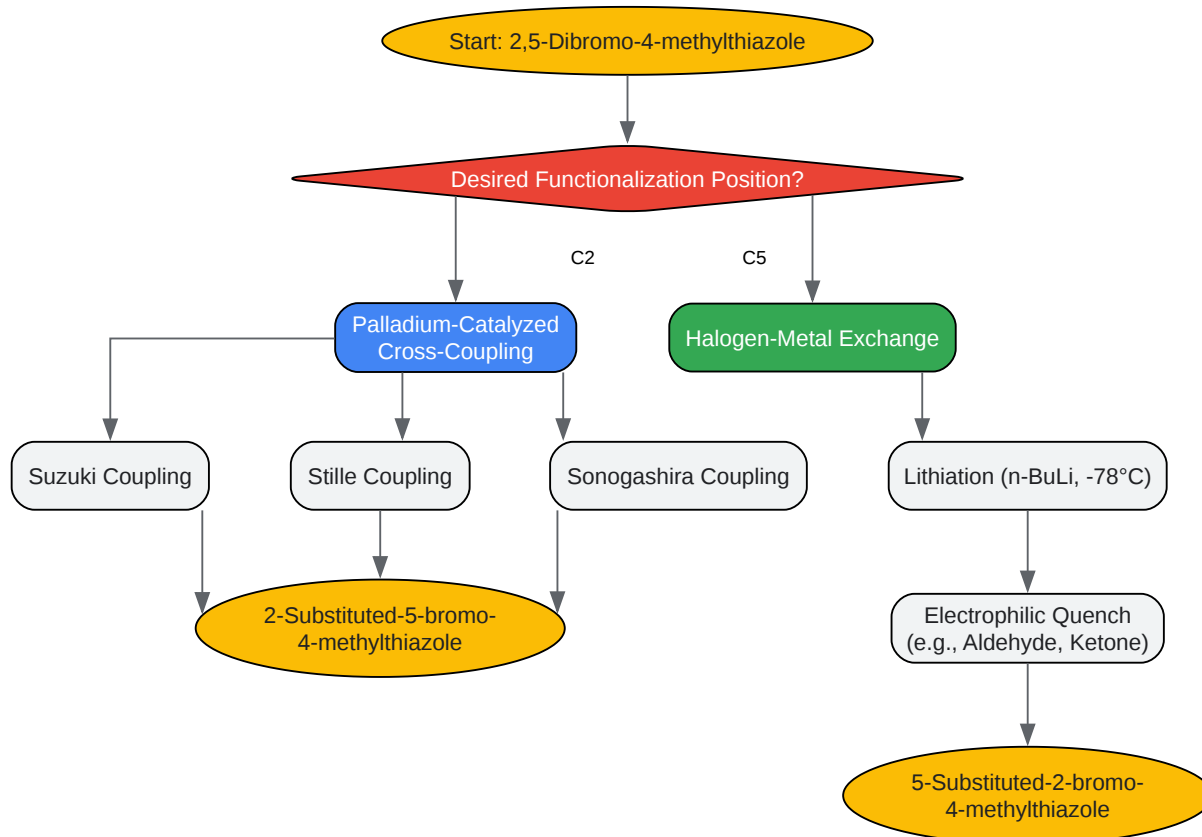 Start: 2,5-Dibromo-4-methylthiazole
Desired Functionalization Position?
C2
C5
Palladium-Catalyzed
Cross-Coupling
Halogen-Metal Exchange
Suzuki Coupling
Stille Coupling
Sonogashira Coupling
Lithiation (n-BuLi, -78°C)
2-Substituted-5-bromo-
4-methylthiazole
Electrophilic Quench
(e.g., Aldehyde, Ketone)
5-Substituted-2-bromo-
4-methylthiazole